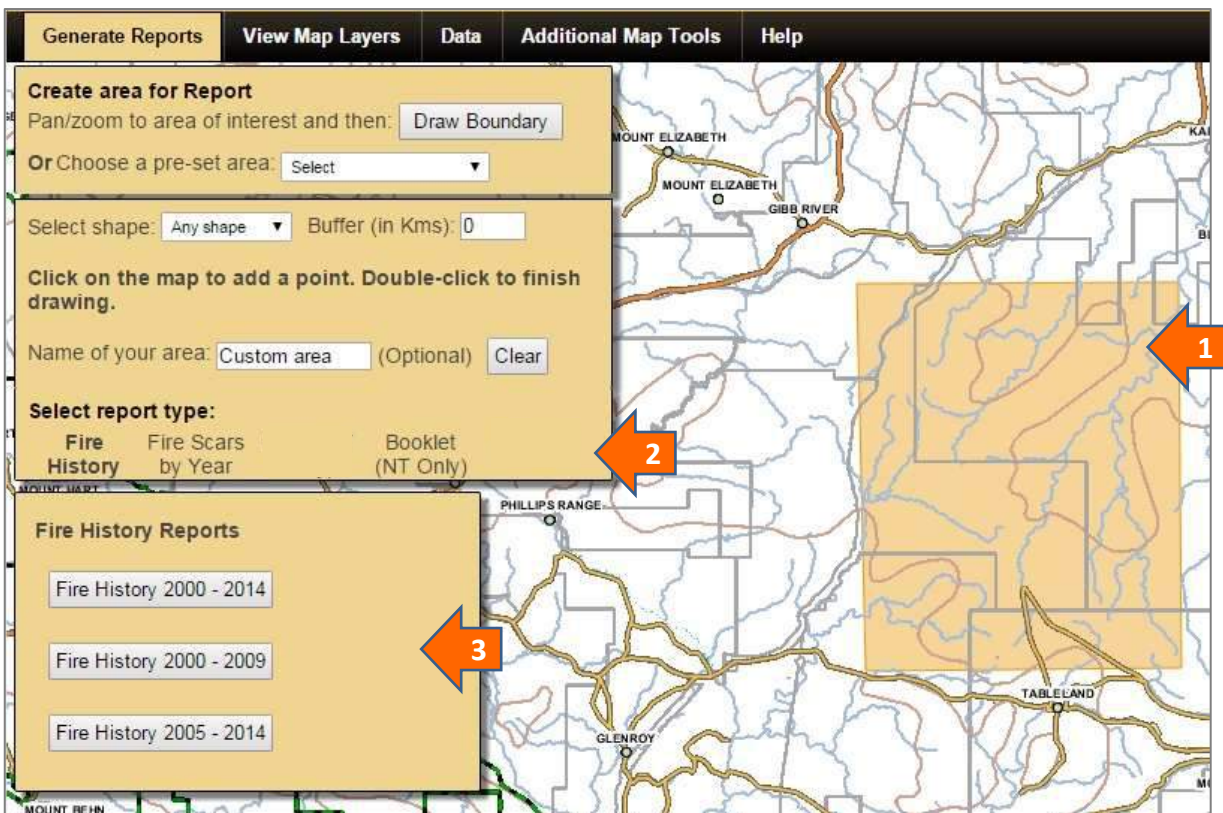 Generate Reports View Map Layers Data Additional Map Tools Help
Create area for Report
Pan/zoom to area of interest and then: Draw Boundary
Or Choose a pre-set area: Select
Select shape: Any shape Buffer (in Kms): 0
Click on the map to add a point. Double-click to finish
drawing.
Name of your area: Custom area (Optional) Clear
Select report type:
Fire History
Fire Scars by Year
Booklet (NT Only)
Fire History Reports
Fire History 2000 - 2014
Fire History 2000 - 2009
Fire History 2005 - 2014
MOUNT ELIZABETH
MOUNT ELIZABETH
GIBB RIVER
1
2
MOUNT HART
PHILLIPS RANGE
3
TABLELAND
GLENROY
MOUNT BEHN